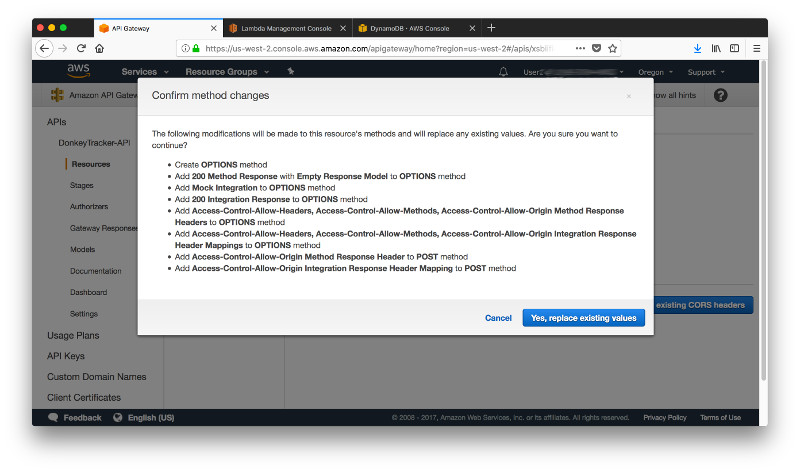 API Gateway
Lambda Management Console
DynamoDB · AWS Console
https://us-west-2.console.aws.amazon.com/apigateway/home?region=us-west-2#/apis/xsblf
aws
Services
Resource Groups
Oregon
Support
Amazon API Gatew
ow all hints
Confirm method changes
The following modifications will be made to this resource's methods and will replace any existing values. Are you sure you want to
continue?
• Create OPTIONS method
• Add 200 Method Response with Empty Response Model to OPTIONS method
• Add Mock Integration to OPTIONS method
• Add 200 Integration Response to OPTIONS method
• Add Access-Control-Allow-Headers, Access-Control-Allow-Methods, Access-Control-Allow-Origin Method Response
Headers to OPTIONS method
• Add Access-Control-Allow-Headers, Access-Control-Allow-Methods, Access-Control-Allow-Origin Integration Response
Header Mappings to OPTIONS method
• Add Access-Control-Allow-Origin Method Response Header to POST method
• Add Access-Control-Allow-Origin Integration Response Header Mapping to POST method
Cancel
Yes, replace existing values
existing CORS headers
APIs
DonkeyTracker-API
Resources
Stages
Authorizers
Gateway Responses
Models
Documentation
Dashboard
Settings
Usage Plans
API Keys
Custom Domain Names
Client Certificates
Feedback
English (US)
© 2008 - 2017, Amazon Web Services, Inc. or its affiliates. All rights reserved.
Privacy Policy
Terms of Use